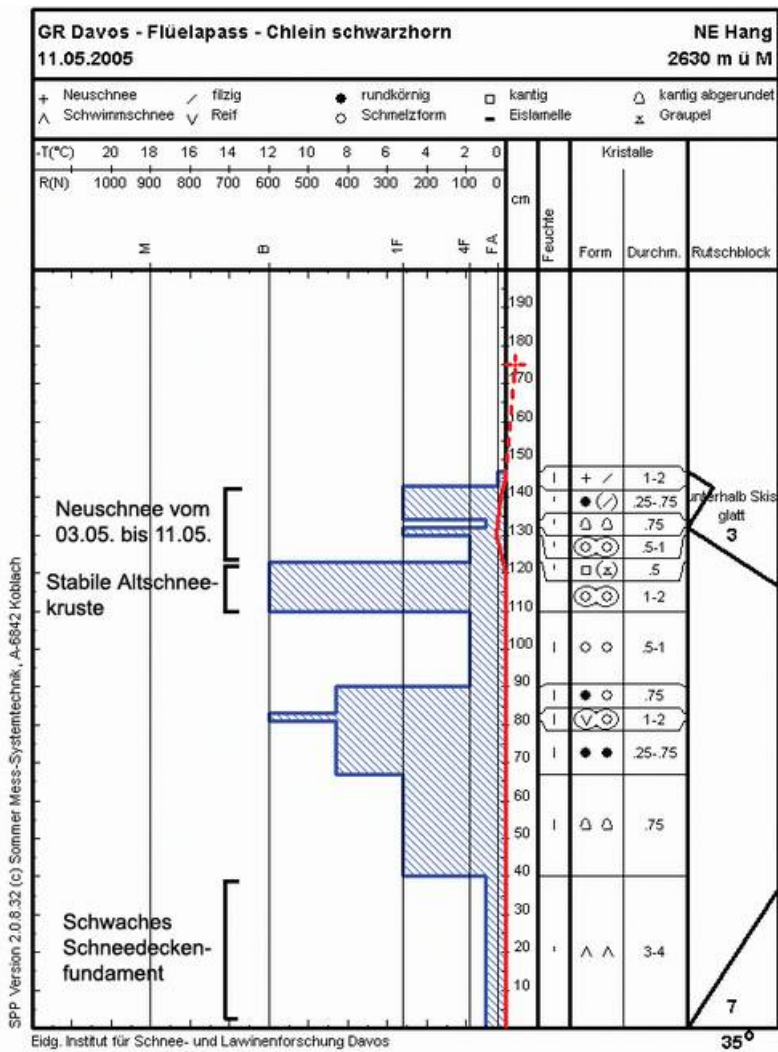 GR Davos - Flüelapass - Chlein schwarzhorn NE Hang
11.05.2005 2630 m ü M
+ Neuschnee / filzig ● rundkörnig □ kantig kantig abgerundet
∧ Schwimmschnee ∨ Reif ○ Schmelzform - Eislamelle Graupel
-T(°C) 20 18 16 14 12 10 8 6 4 2 0 Kristalle
R(N) 1000 900 800 700 600 500 400 300 200 100 0
cm
Feuchte
Form Durchm. Rutschblock
M B 1F 4F FA
190
180
170
160
150
+ / 1-2
140
Neuschnee vom
03.05. bis 11.05.
● (/) .25-.75
unterhalb Skis
glatt
3
.75
130
○ ○ .5-1
120
□ .5
Stabile Altschnee-
kruste
○ ○ 1-2
110
100
○ ○ .5-1
90
● ○ .75
80
∨ ○ 1-2
70
● ● .25-.75
60
50
.75
40
30
Schwaches
Schneedecken-
fundament
20
∧ ∧ 3-4
10
7
35°
Eidg. Institut für Schnee- und Lawinenforschung Davos
SPP Version 2.0.8.32 (c) Sommer Mess-Systemtechnik, A-6842 Koblach